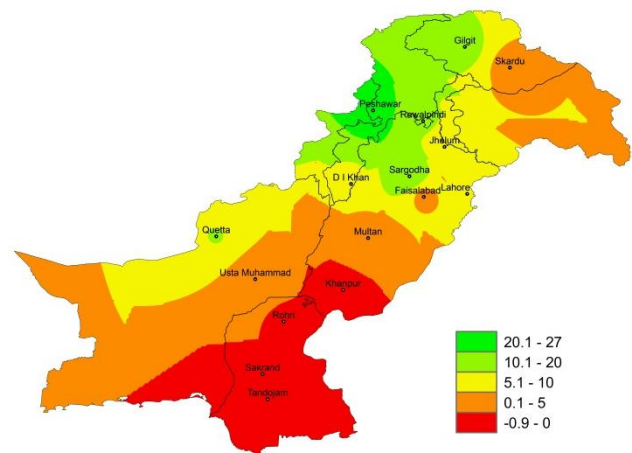 Gilgit
Skardu
Peshawar
Rawalpindi
Jhelum
Sargodha
D I Khan
Faisalabad
Lahore
Quetta
Multan
Usta Muhammad
Khanpur
Rohri
Sakrand
Tandojam
20.1 - 27
10.1 - 20
5.1 - 10
0.1 - 5
-0.9 - 0